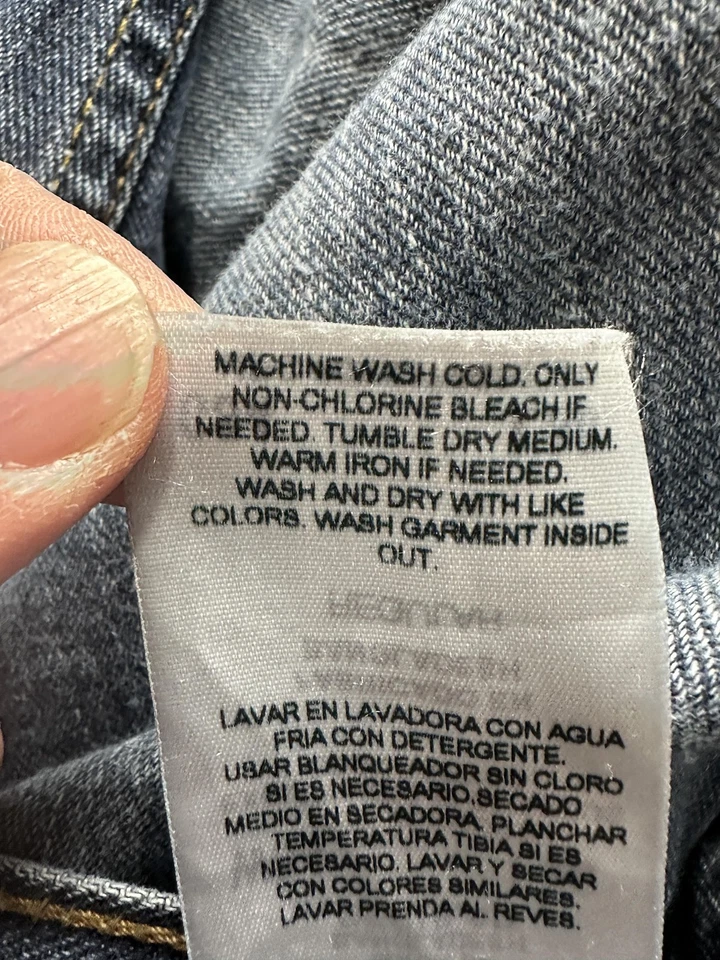 MACHINE WASH COLD. ONLY
NON-CHLORINE BLEACH IF
NEEDED. TUMBLE DRY MEDIUM.
WARM IRON IF NEEDED.
WASH AND DRY WITH LIKE
COLORS. WASH GARMENT INSIDE
OUT.
REGULAR
LAVAR EN LAVADORA CON AGUA
FRIA CON DETERGENTE.
USAR BLANQUEADOR SIN CLORO
SI ES NECESARIO.SECADO
MEDIO EN SECADORA. PLANCHAR
TEMPERATURA TIBIA SI ES
NECESARIO. LAVAR Y SECAR
CON COLORES SIMILARES.
LAVAR PRENDA AL REVES.